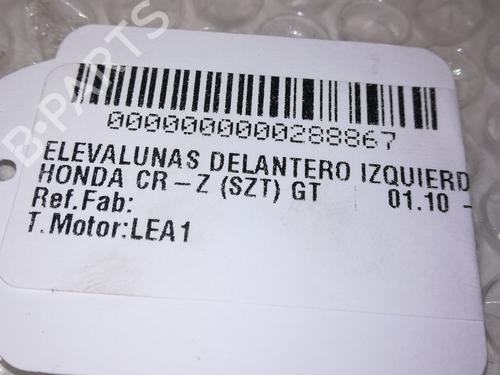 B-PARTS
0000000000288867
ELEVALUNAS DELANTERO IZQUIERD
HONDA CR-Z (SZT) GT 01.10 -
Ref.Fab:
T.Motor:LEA1